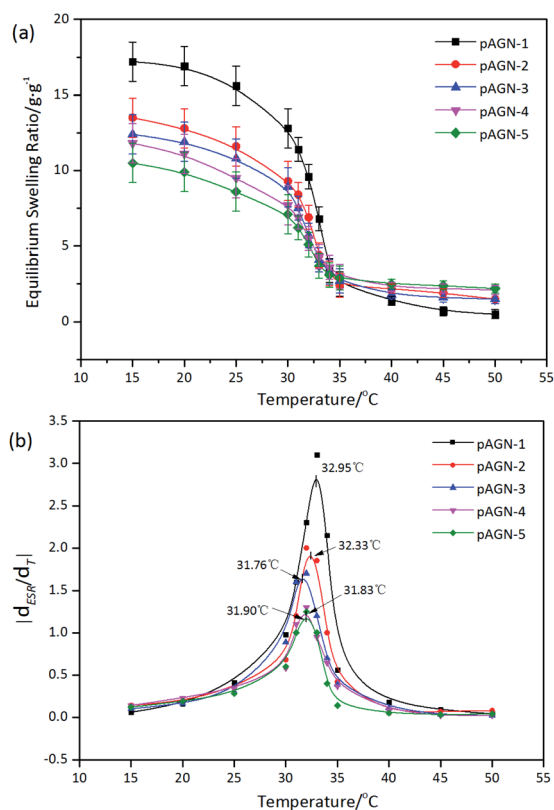 (a)
20
15
10
5
0
Equilibrium Swelling Ratio/g·g⁻¹
pAGN-1
pAGN-2
pAGN-3
pAGN-4
pAGN-5
10 15 20 25 30 35 40 45 50 55
Temperature/°C
(b)
3.5
3.0
2.5
2.0
1.5
1.0
0.5
0.0
-0.5
|dESR/dT|
pAGN-1
pAGN-2
pAGN-3
pAGN-4
pAGN-5
32.95℃
32.33℃
31.76℃
31.83℃
31.90℃
10 15 20 25 30 35 40 45 50 55
Temperature/°C